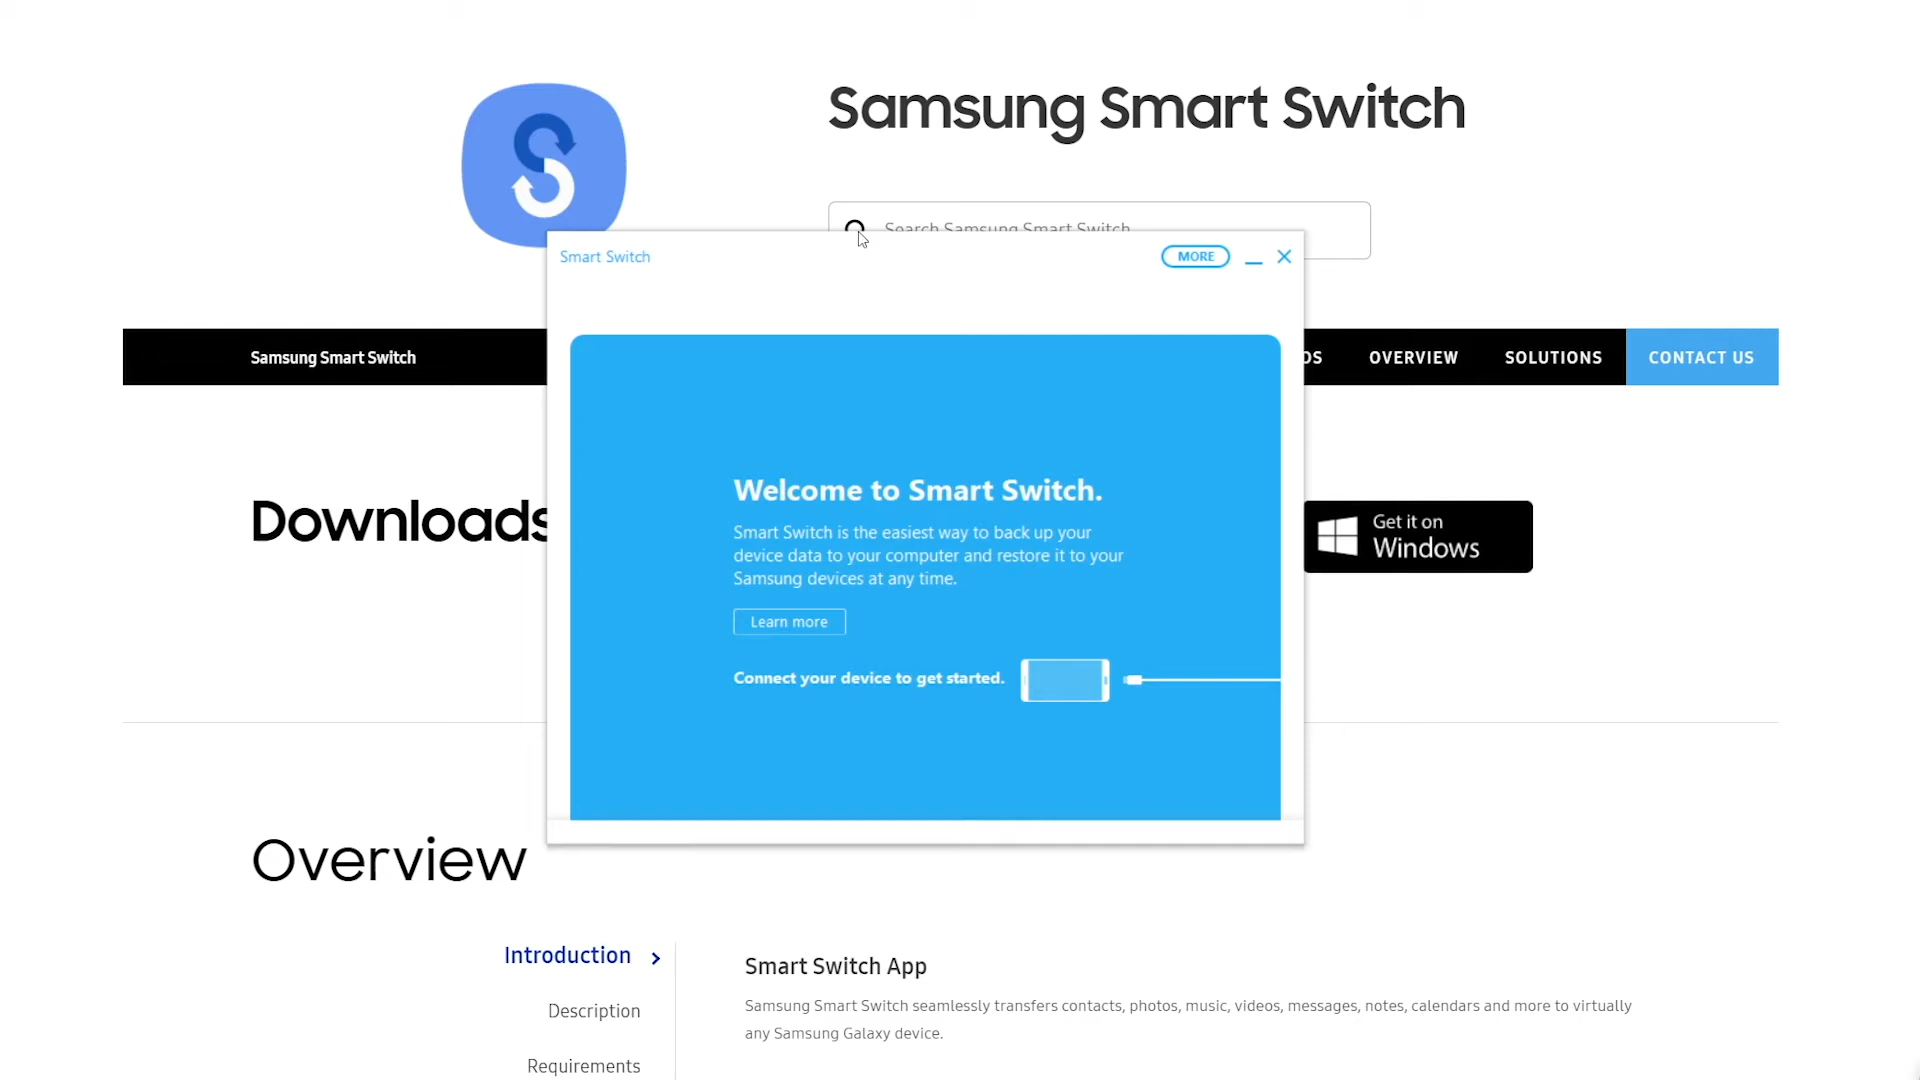 Samsung Smart Switch
Search Samsung Smart Switch
Smart Switch
MORE
Samsung Smart Switch
DS
OVERVIEW
SOLUTIONS
CONTACT US
Welcome to Smart Switch.
Downloads
Get it on
Windows
Smart Switch is the easiest way to back up your
device data to your computer and restore it to your
Samsung devices at any time.
Learn more
Connect your device to get started.
Overview
Introduction
Smart Switch App
Description
Samsung Smart Switch seamlessly transfers contacts, photos, music, videos, messages, notes, calendars and more to virtually
any Samsung Galaxy device.
Requirements